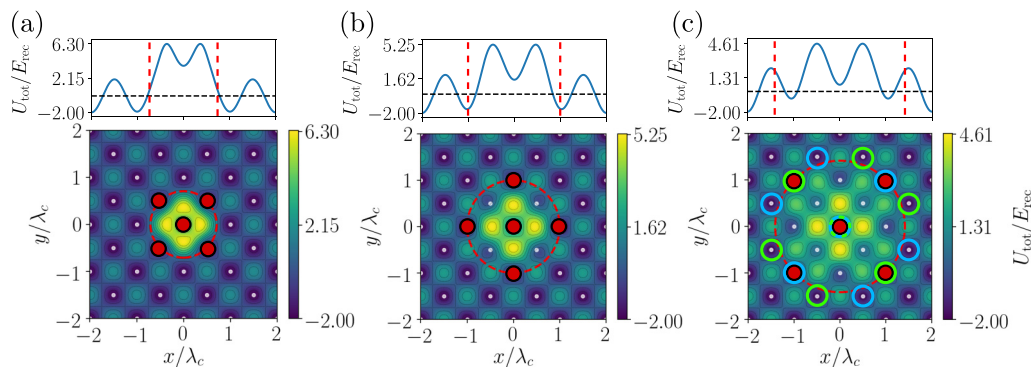 (a)
U_tot/E_rec
6.30
2.15
−2.00
y/λ_c
2
1
0
−1
−2
−2 −1 0 1 2
x/λ_c
6.30
2.15
−2.00
(b)
U_tot/E_rec
5.25
1.62
−2.00
y/λ_c
2
1
0
−1
−2
−2 −1 0 1 2
x/λ_c
5.25
1.62
−2.00
(c)
U_tot/E_rec
4.61
1.31
−2.00
y/λ_c
2
1
0
−1
−2
−2 −1 0 1 2
x/λ_c
4.61
1.31
−2.00
U_tot/E_rec